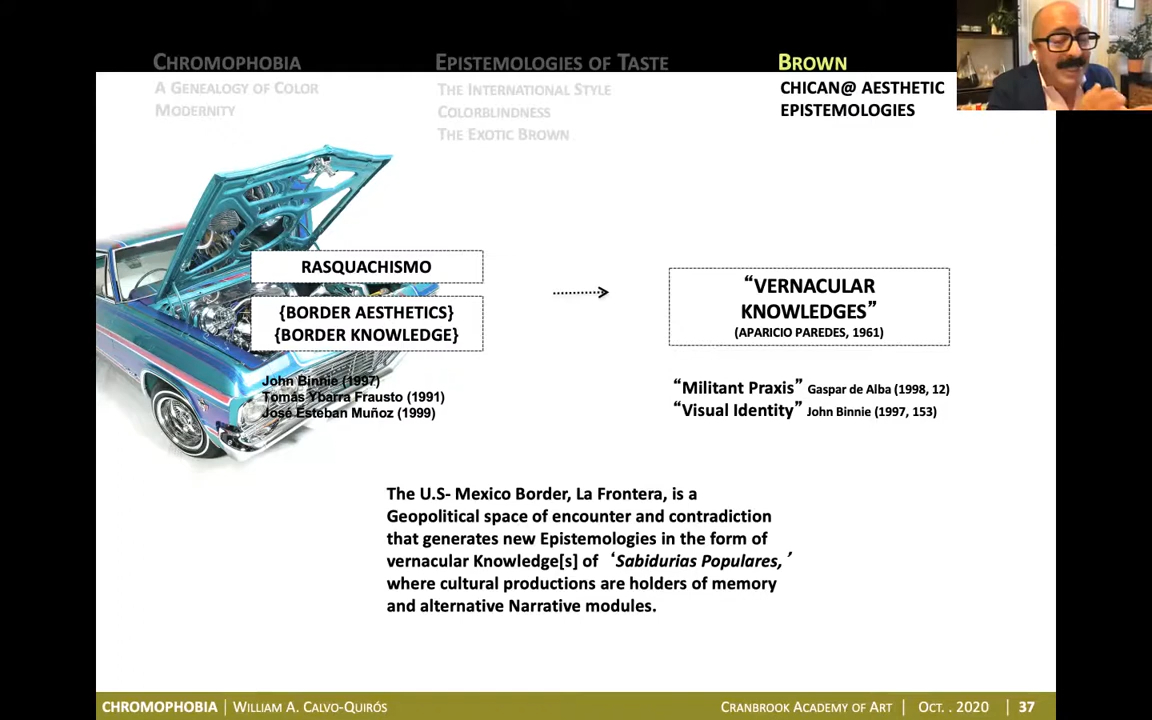 CHROMOPHOBIA
A GENEALOGY OF COLOR
MODERNITY
EPISTEMOLOGIES OF TASTE
THE INTERNATIONAL STYLE
COLORBLINDNESS
THE EXOTIC BROWN
BROWN
CHICAN@ AESTHETIC
EPISTEMOLOGIES
RASQUACHISMO
{BORDER AESTHETICS}
{BORDER KNOWLEDGE}
John Binnie (1997)
Tomás Ybarra Frausto (1991)
José Esteban Muñoz (1999)
“VERNACULAR
KNOWLEDGES”
(APARICIO PAREDES, 1961)
“Militant Praxis” Gaspar de Alba (1998, 12)
“Visual Identity” John Binnie (1997, 153)
The U.S- Mexico Border, La Frontera, is a
Geopolitical space of encounter and contradiction
that generates new Epistemologies in the form of
vernacular Knowledge[s] of ‘Sabidurias Populares, ’
where cultural productions are holders of memory
and alternative Narrative modules.
CHROMOPHOBIA | WILLIAM A. CALVO-QUIRÓS
CRANBROOK ACADEMY OF ART | OCT. . 2020 | 37